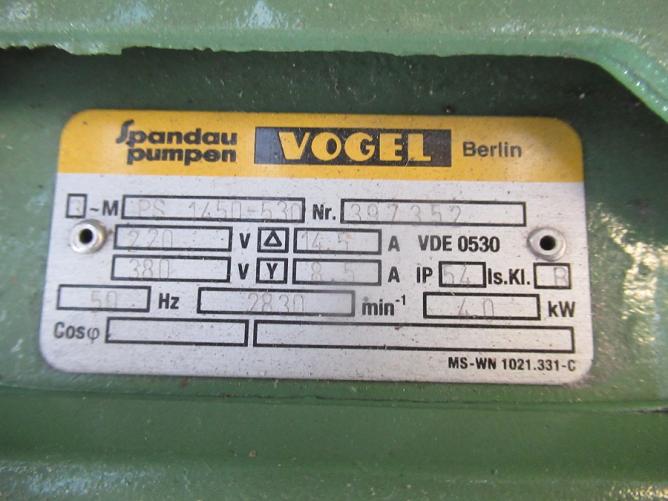 Spandau pumpen VOGEL Berlin
3 ~M PS 1450-530 Nr. 397352
220 V Δ 14.5 A VDE 0530
380 V Y 8.5 A IP 54 Is.Kl. B
50 Hz 2830 min⁻¹ 4.0 kW
Cosφ
MS-WN 1021.331-C